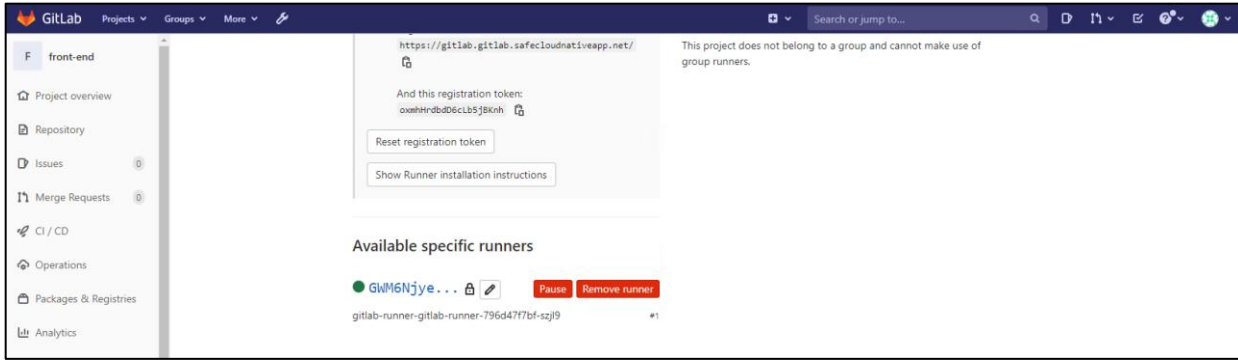 GitLab Projects Groups More Search or jump to...
F front-end
Project overview
Repository
Issues 0
Merge Requests 0
CI / CD
Operations
Packages & Registries
Analytics
https://gitlab.gitlab.safecloudnativeapp.net/
And this registration token:
oxmhHrdbdD6cLb5jBKnh
Reset registration token
Show Runner installation instructions
Available specific runners
GWM6Njye...
Pause Remove runner
gitlab-runner-gitlab-runner-796d47f7bf-szjl9 #1
This project does not belong to a group and cannot make use of
group runners.